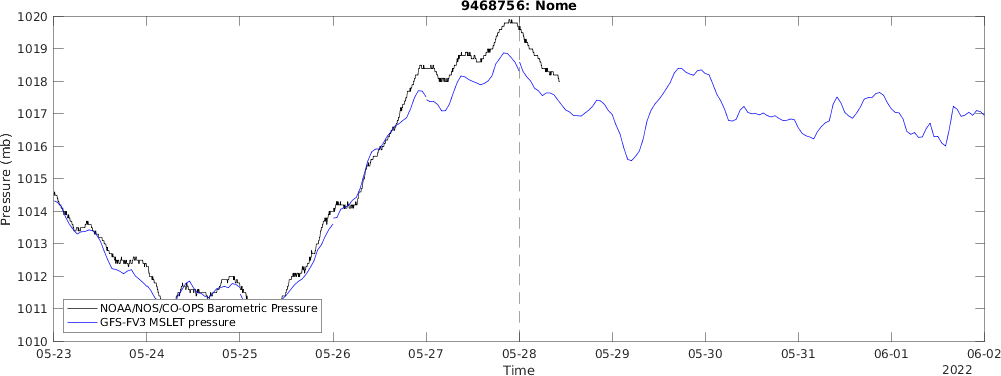 9468756: Nome
Pressure (mb)
1020
1019
1018
1017
1016
1015
1014
1013
1012
1011
1010
NOAA/NOS/CO-OPS Barometric Pressure
GFS-FV3 MSLET pressure
05-23 05-24 05-25 05-26 05-27 05-28 05-29 05-30 05-31 06-01 06-02
Time
2022